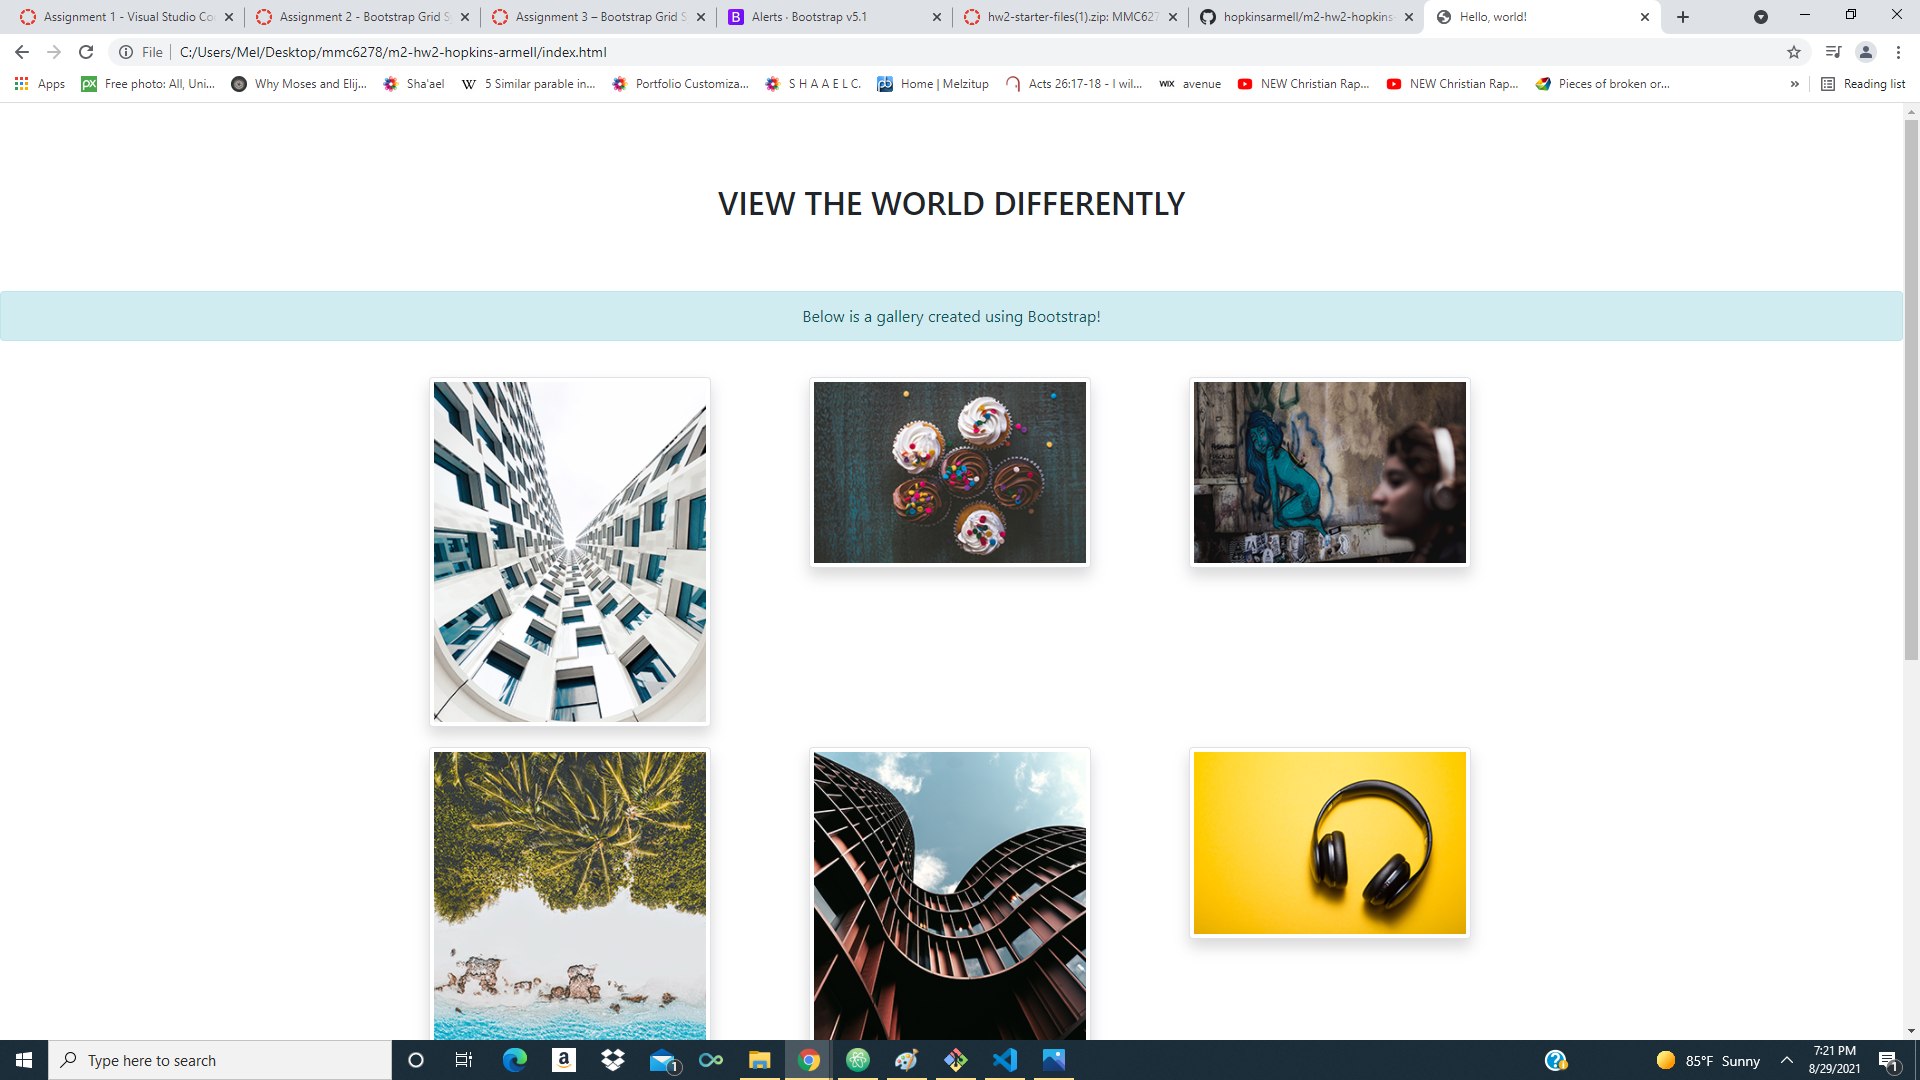 Assignment 1 - Visual Studio Co
Assignment 2 - Bootstrap Grid S
Assignment 3 – Bootstrap Grid S
B Alerts · Bootstrap v5.1
hw2-starter-files(1).zip: MMC627
hopkinsarmell/m2-hw2-hopkins-
Hello, world!
File C:/Users/Mel/Desktop/mmc6278/m2-hw2-hopkins-armell/index.html
Apps
px Free photo: All, Uni...
Why Moses and Elij...
Sha'ael
W 5 Similar parable in...
Portfolio Customiza...
S H A A E L C.
Home | Melzitup
Acts 26:17-18 - I wil...
WIX avenue
NEW Christian Rap...
NEW Christian Rap...
Pieces of broken or...
»
Reading list
VIEW THE WORLD DIFFERENTLY
Below is a gallery created using Bootstrap!
Type here to search
1
85°F Sunny
7:21 PM
8/29/2021
1